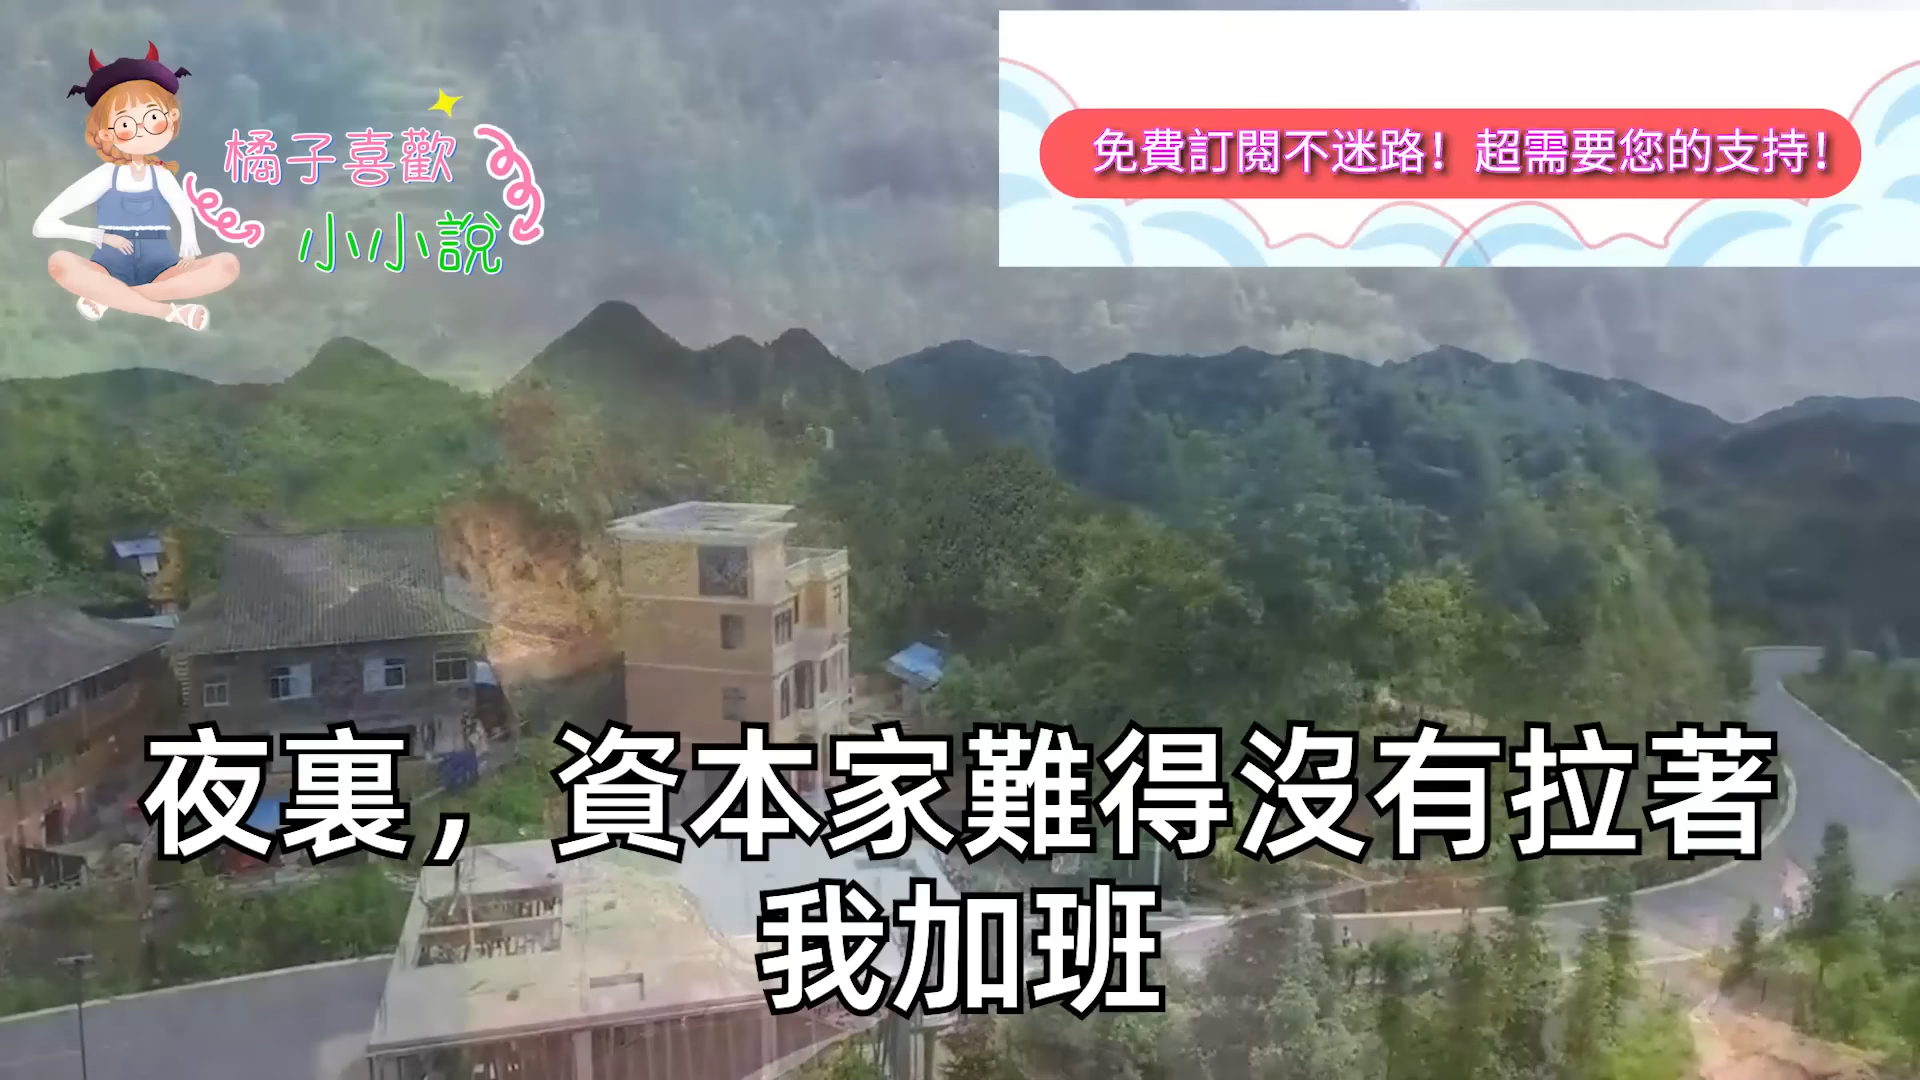 橘子喜歡
小小說
免費訂閱不迷路！超需要您的支持！
夜裏，資本家難得沒有拉著
我加班